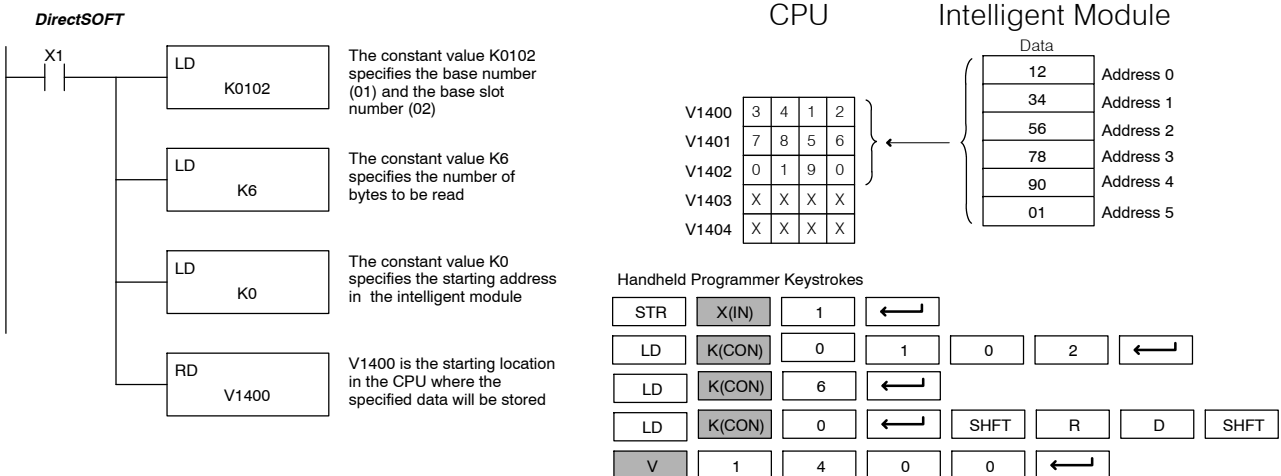 DirectSOFT
X1
LD
K0102
The constant value K0102
specifies the base number
(01) and the base slot
number (02)
LD
K6
The constant value K6
specifies the number of
bytes to be read
LD
K0
The constant value K0
specifies the starting address
in the intelligent module
RD
V1400
V1400 is the starting location
in the CPU where the
specified data will be stored
CPU
Intelligent Module
Data
12 Address 0
34 Address 1
56 Address 2
78 Address 3
90 Address 4
01 Address 5
V1400 3 4 1 2
V1401 7 8 5 6
V1402 0 1 9 0
V1403 X X X X
V1404 X X X X
Handheld Programmer Keystrokes
STR X(IN) 1
LD K(CON) 0 1 0 2
LD K(CON) 6
LD K(CON) 0 SHFT R D SHFT
V 1 4 0 0